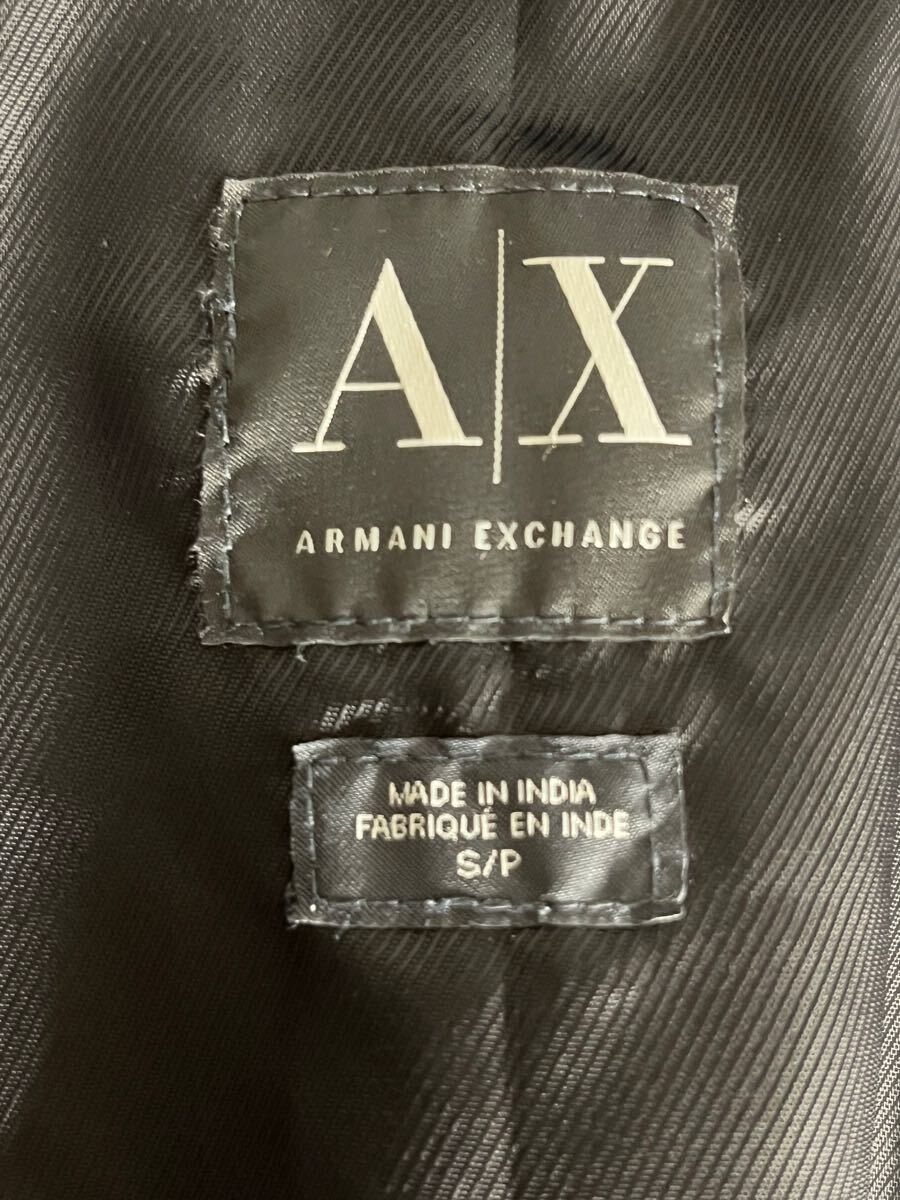 A|X
ARMANI EXCHANGE
MADE IN INDIA
FABRIQUÉ EN INDE
S/P